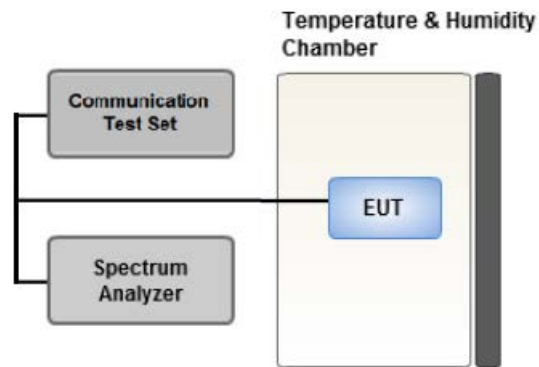 Temperature & Humidity
Chamber
Communication
Test Set
EUT
Spectrum
Analyzer